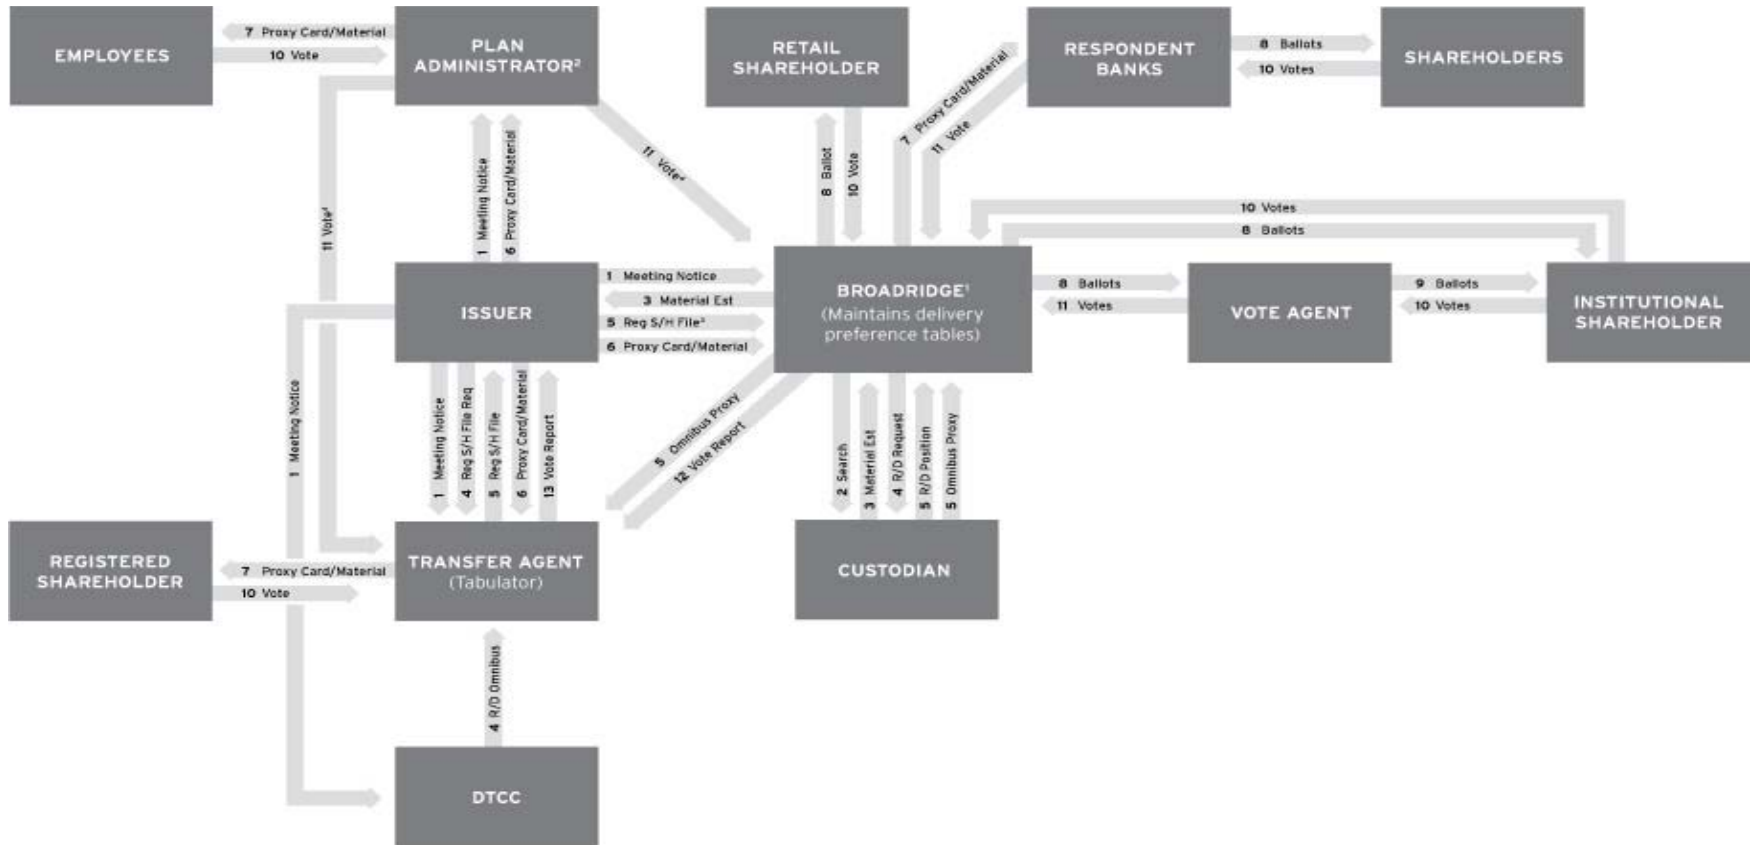 7 Proxy Card/Material
10 Vote
EMPLOYEES
PLAN
ADMINISTRATOR²
RETAIL
SHAREHOLDER
RESPONDENT
BANKS
8 Ballots
10 Votes
SHAREHOLDERS
7 Proxy Card/Material
11 Vote
11 Vote⁴
8 Ballot
10 Vote
1 Meeting Notice
6 Proxy Card/Material
11 Vote⁴
10 Votes
8 Ballots
ISSUER
1 Meeting Notice
3 Material Est
5 Reg S/H File³
6 Proxy Card/Material
BROADRIDGE¹
(Maintains delivery
preference tables)
8 Ballots
11 Votes
VOTE AGENT
9 Ballots
10 Votes
INSTITUTIONAL
SHAREHOLDER
1 Meeting Notice
1 Meeting Notice
4 Reg S/H File Req
5 Reg S/H File
6 Proxy Card/Material
13 Vote Report
5 Omnibus Proxy
12 Vote Report
2 Search
3 Material Est
4 R/D Request
5 R/D Position
5 Omnibus Proxy
REGISTERED
SHAREHOLDER
7 Proxy Card/Material
10 Vote
TRANSFER AGENT
(Tabulator)
CUSTODIAN
4 R/D Omnibus
DTCC